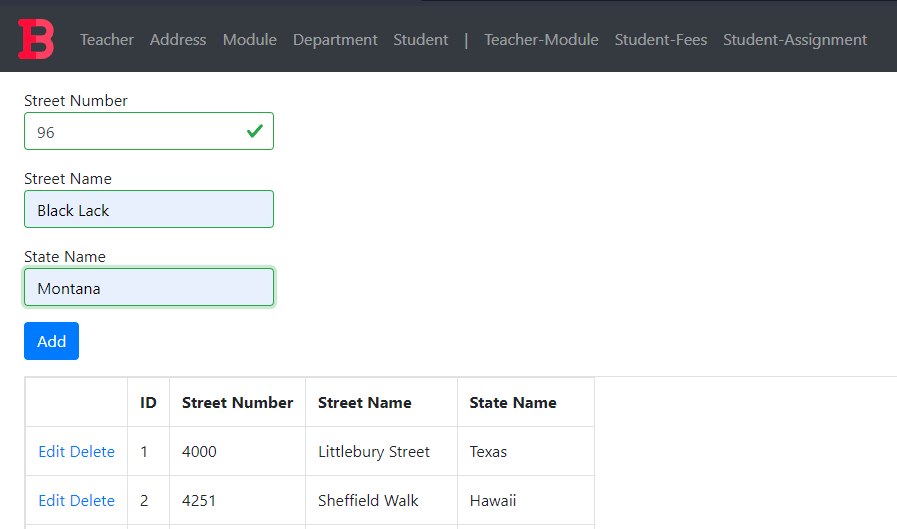 B Teacher Address Module Department Student | Teacher-Module Student-Fees Student-Assignment
Street Number
96
Street Name
Black Lack
State Name
Montana
Add
ID Street Number Street Name State Name
Edit Delete 1 4000 Littlebury Street Texas
Edit Delete 2 4251 Sheffield Walk Hawaii